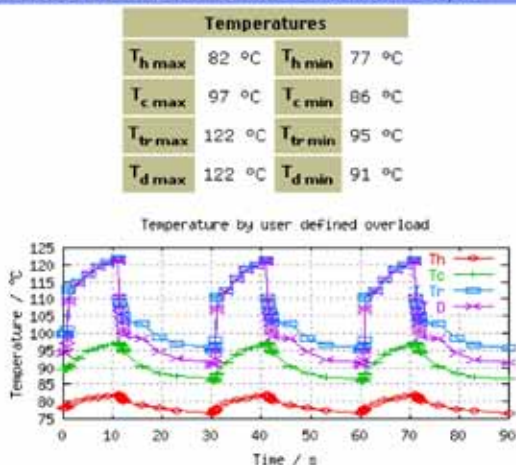 Temperatures
Th max 82 °C Th min 77 °C
Tc max 97 °C Tc min 86 °C
Ttr max 122 °C Ttr min 95 °C
Td max 122 °C Td min 91 °C
Temperature by user defined overload
Temperature / °C
125
120
115
110
105
100
95
90
85
80
75
Th
Tc
Tr
D
0 10 20 30 40 50 60 70 80 90
Time / s